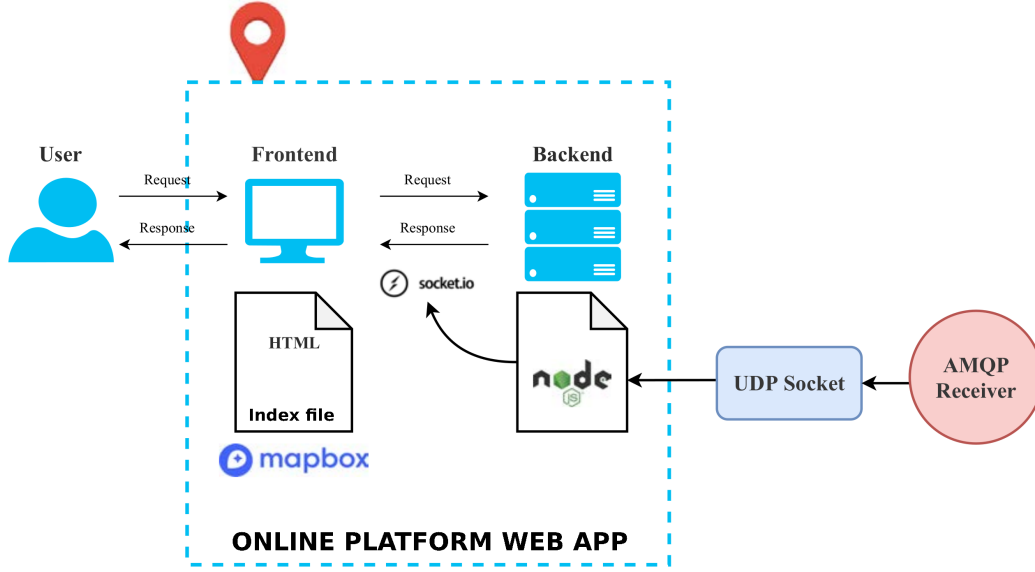 User
Frontend
Backend
Request
Request
Response
Response
socket.io
HTML
Index file
node
JS
UDP Socket
AMQP
Receiver
mapbox
ONLINE PLATFORM WEB APP